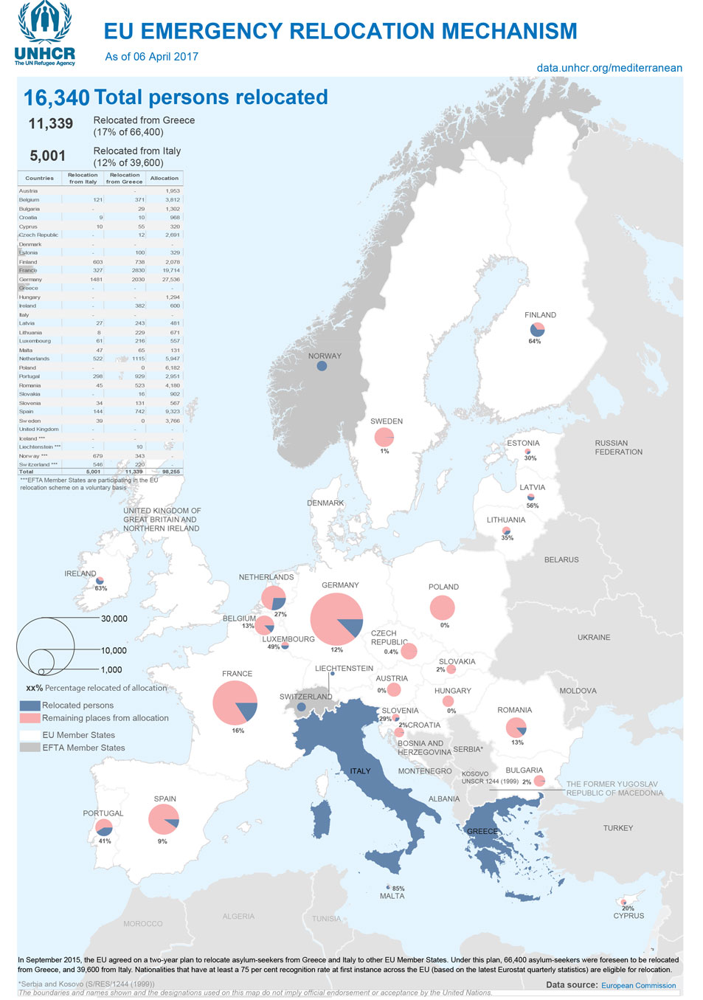 UNHCR
The UN Refugee Agency
EU EMERGENCY RELOCATION MECHANISM
As of 06 April 2017
data.unhcr.org/mediterranean
16,340 Total persons relocated
11,339 Relocated from Greece
(17% of 66,400)
5,001 Relocated from Italy
(12% of 39,600)
Countries Relocation from Italy Relocation from Greece Allocation
Austria - 1,953
Belgium 121 371 3,812
Bulgaria - 29 1,302
Croatia 9 10 968
Cyprus 10 55 320
Czech Republic - 12 2,691
Denmark - - -
Estonia - 100 329
Finland 603 738 2,078
France 327 2830 19,714
Germany 1481 2030 27,536
Greece - - -
Hungary - - 1,294
Ireland - 382 600
Italy - - -
Latvia 27 243 481
Lithuania 8 229 671
Luxembourg 61 216 557
Malta 47 65 131
Netherlands 522 1115 5,947
Poland - 0 6,182
Portugal 298 929 2,951
Romania 45 523 4,180
Slovakia - 16 902
Slovenia 34 131 567
Spain 144 742 9,323
Sweden 39 0 3,766
United Kingdom - - -
Iceland *** - - -
Liechtenstein *** - 10
Norway *** 679 343 -
Switzerland *** 546 220 -
Total 5,001 11,339 98,255
***EFTA Member States are participating in the EU
relocation scheme on a voluntary basis
FINLAND
64%
NORWAY
SWEDEN
1%
ESTONIA
30%
RUSSIAN
FEDERATION
LATVIA
56%
DENMARK
UNITED KINGDOM OF
GREAT BRITAIN AND
NORTHERN IRELAND
LITHUANIA
35%
BELARUS
IRELAND
63%
NETHERLANDS
27%
GERMANY
12%
POLAND
0%
BELGIUM
13%
LUXEMBOURG
49%
CZECH
REPUBLIC
0.4%
UKRAINE
SLOVAKIA
2%
LIECHTENSTEIN
FRANCE
16%
AUSTRIA
0%
SWITZERLAND
HUNGARY
0%
MOLDOVA
SLOVENIA
29%
2% CROATIA
ROMANIA
13%
BOSNIA AND
HERZEGOVINA
SERBIA*
ITALY
MONTENEGRO
KOSOVO
UNSCR 1244 (1999)
BULGARIA
2%
THE FORMER YUGOSLAV
REPUBLIC OF MACEDONIA
ALBANIA
SPAIN
9%
PORTUGAL
41%
GREECE
TURKEY
85%
MALTA
20%
CYPRUS
MOROCCO
ALGERIA
TUNISIA
30,000
10,000
1,000
xx% Percentage relocated of allocation
Relocated persons
Remaining places from allocation
EU Member States
EFTA Member States
In September 2015, the EU agreed on a two-year plan to relocate asylum-seekers from Greece and Italy to other EU Member States. Under this plan, 66,400 asylum-seekers were foreseen to be relocated
from Greece, and 39,600 from Italy. Nationalities that have at least a 75 per cent recognition rate at first instance across the EU (based on the latest Eurostat quarterly statistics) are eligible for relocation.
*Serbia and Kosovo (S/RES/1244 (1999))
Data source: European Commission
The boundaries and names shown and the designations used on this map do not imply official endorsement or acceptance by the United Nations.